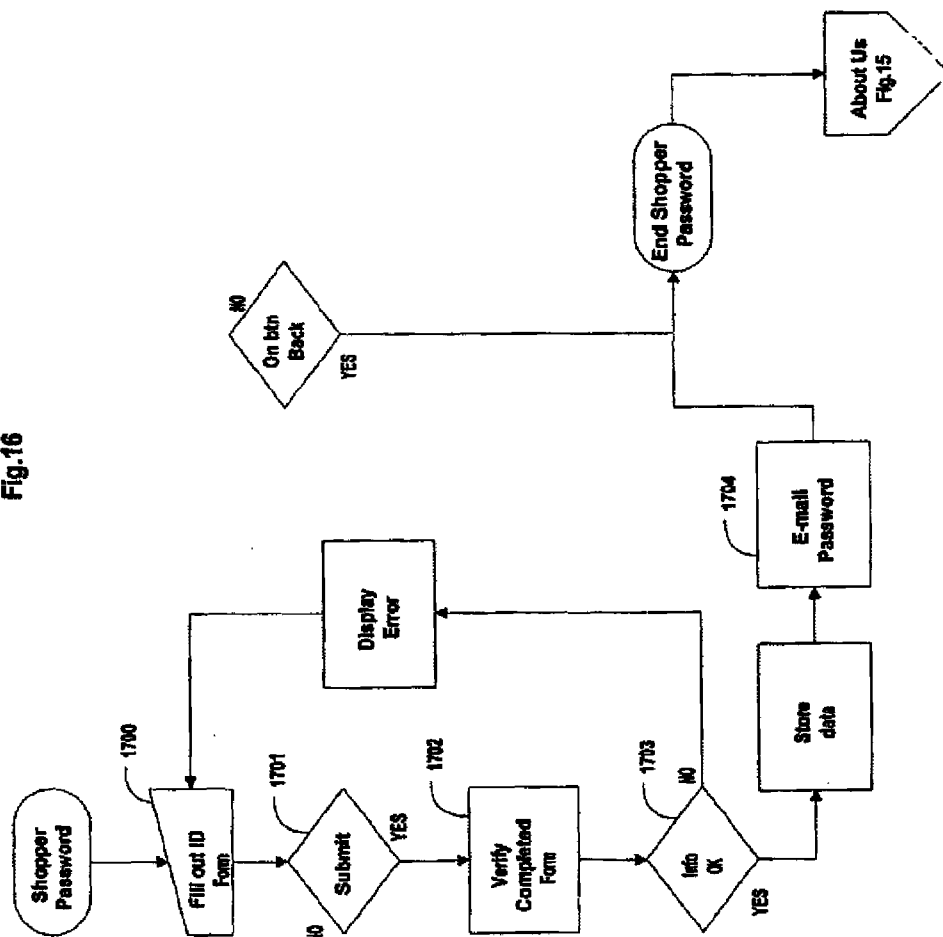 Fig.16
Shopper
Password
1700
Fill out ID
Form
1701
Submit
NO
YES
1702
Verify
Completed
Form
1703
Info
OK
NO
YES
Display
Error
Store
data
1704
E-mail
Password
On btn
Back
NO
YES
End Shopper
Password
About Us
Fig.15